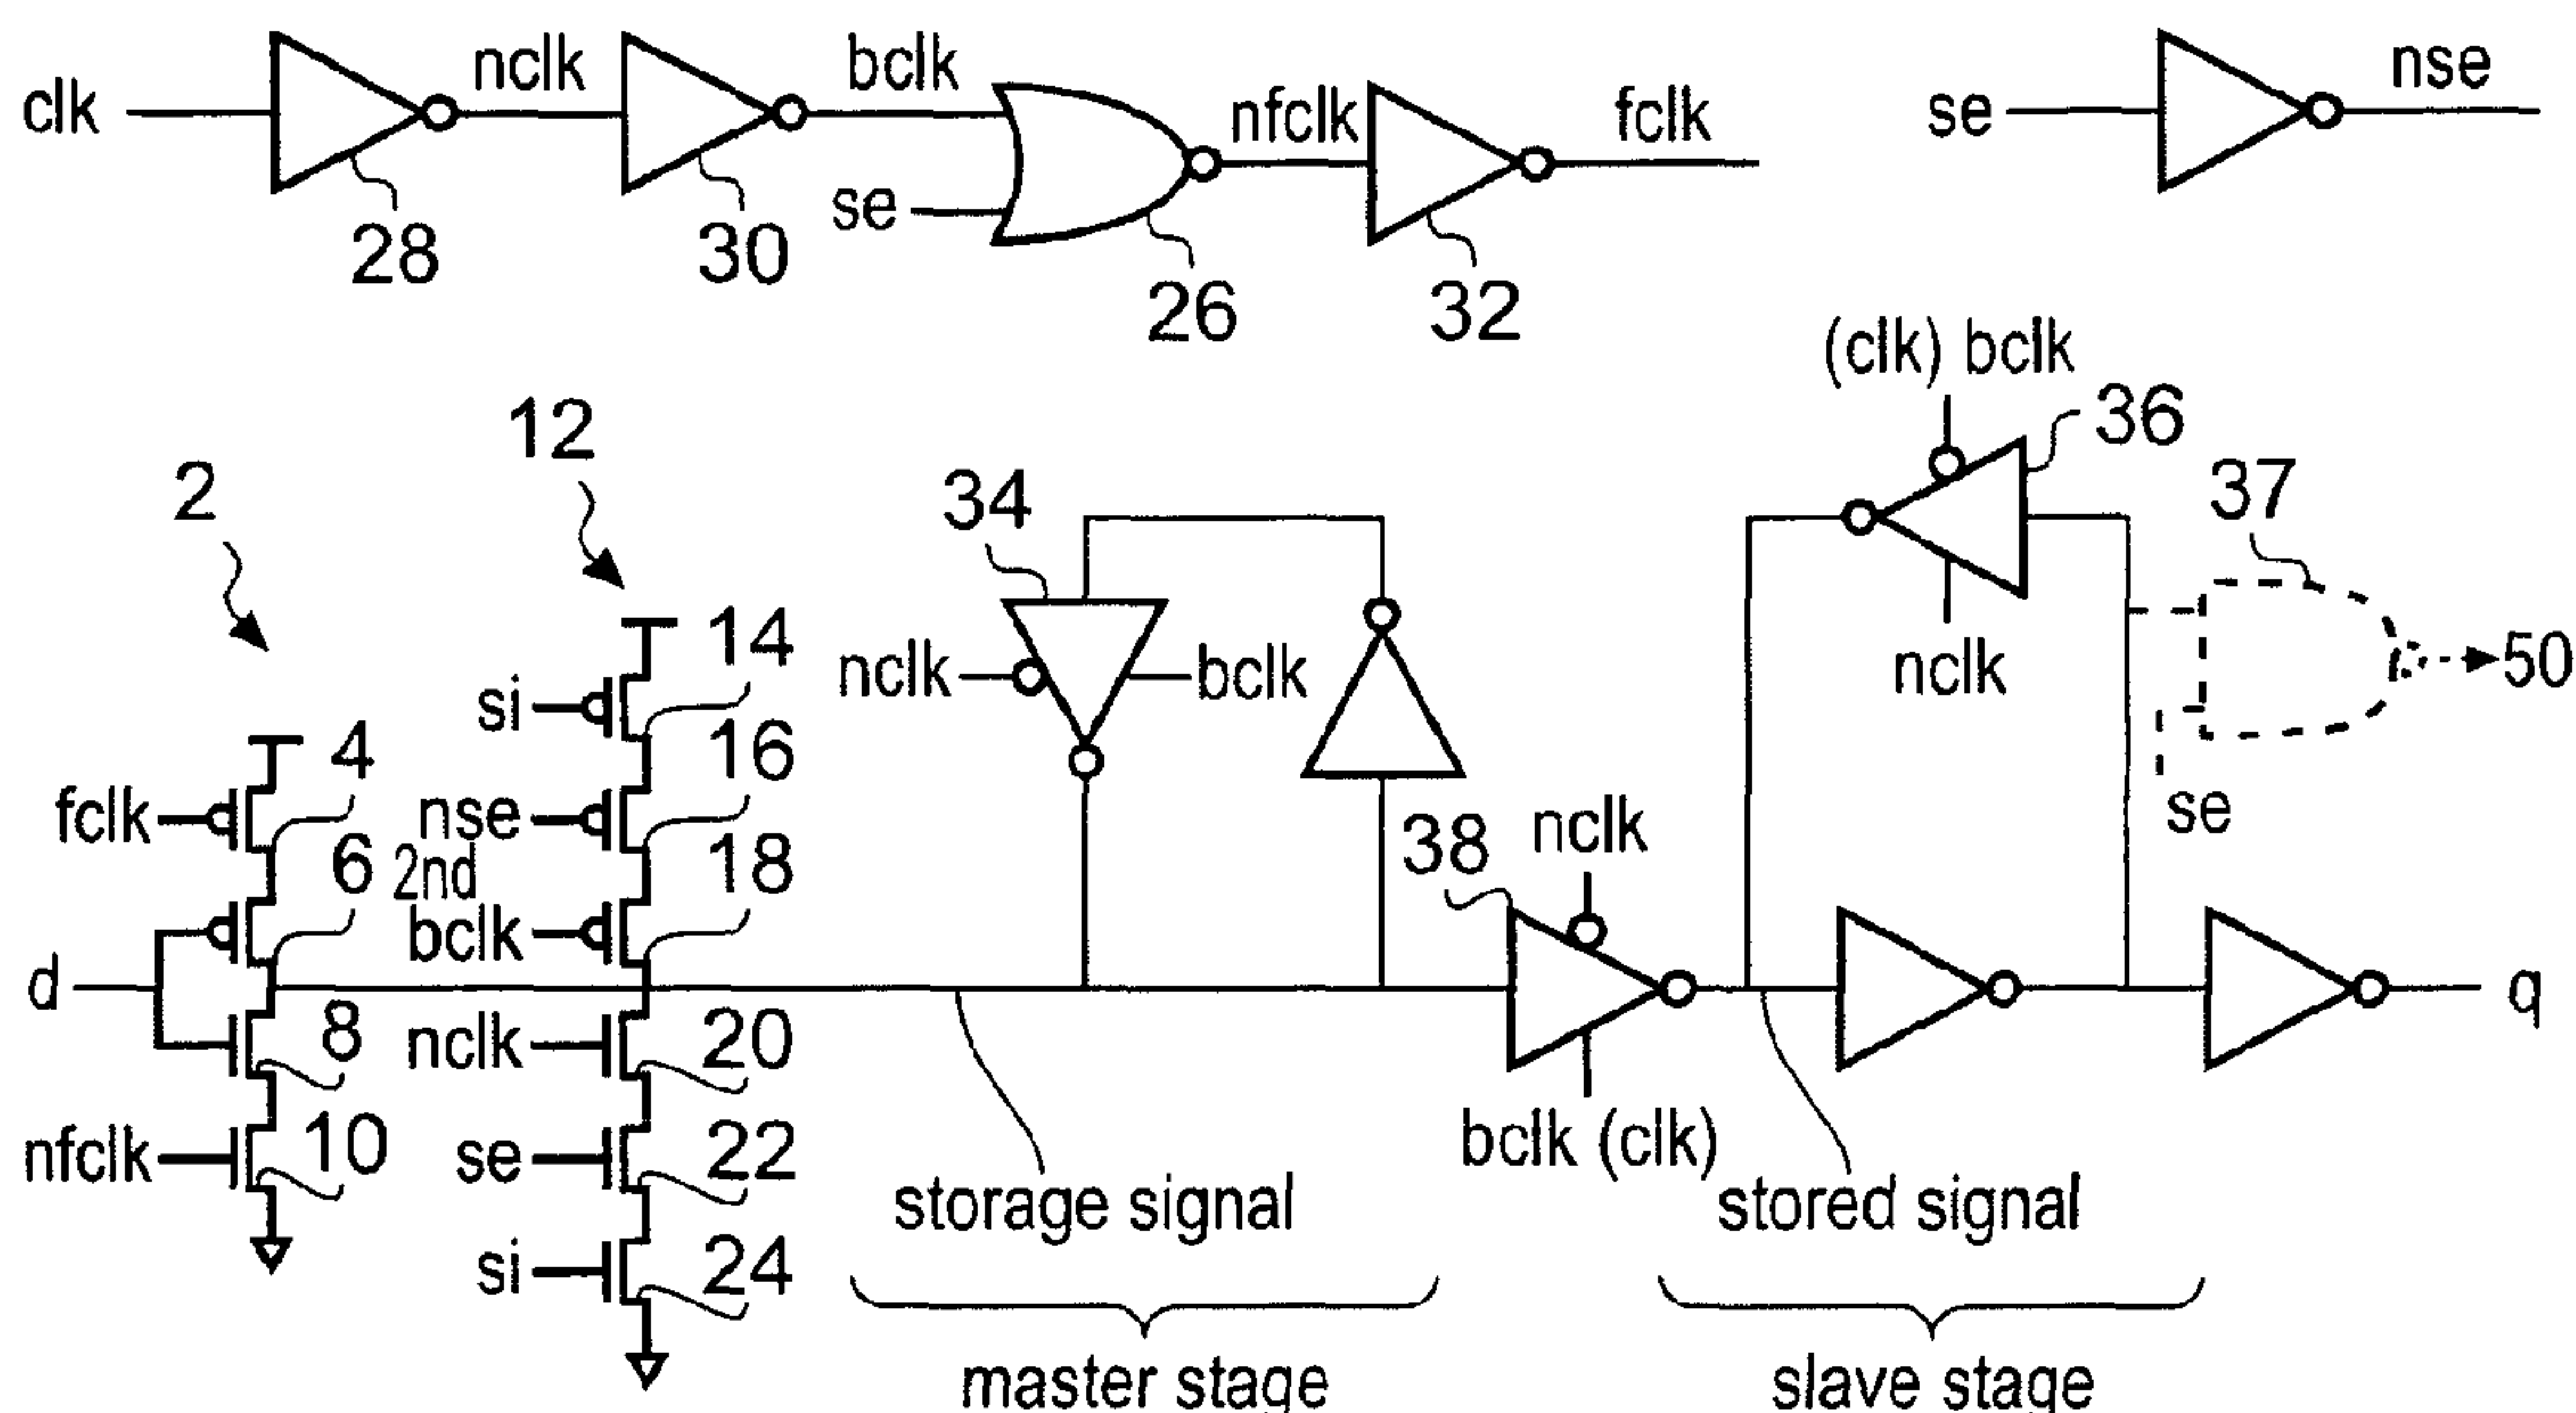 clk
nclk
bclk
se
nfclk
fclk
28
30
26
32
se
nse
2
12
fclk
4
6
d
8
nfclk
10
si
14
nse
16
2nd
bclk
18
nclk
20
se
22
si
24
34
nclk
bclk
storage signal
master stage
38
nclk
bclk (clk)
(clk) bclk
36
nclk
37
50
se
q
stored signal
slave stage